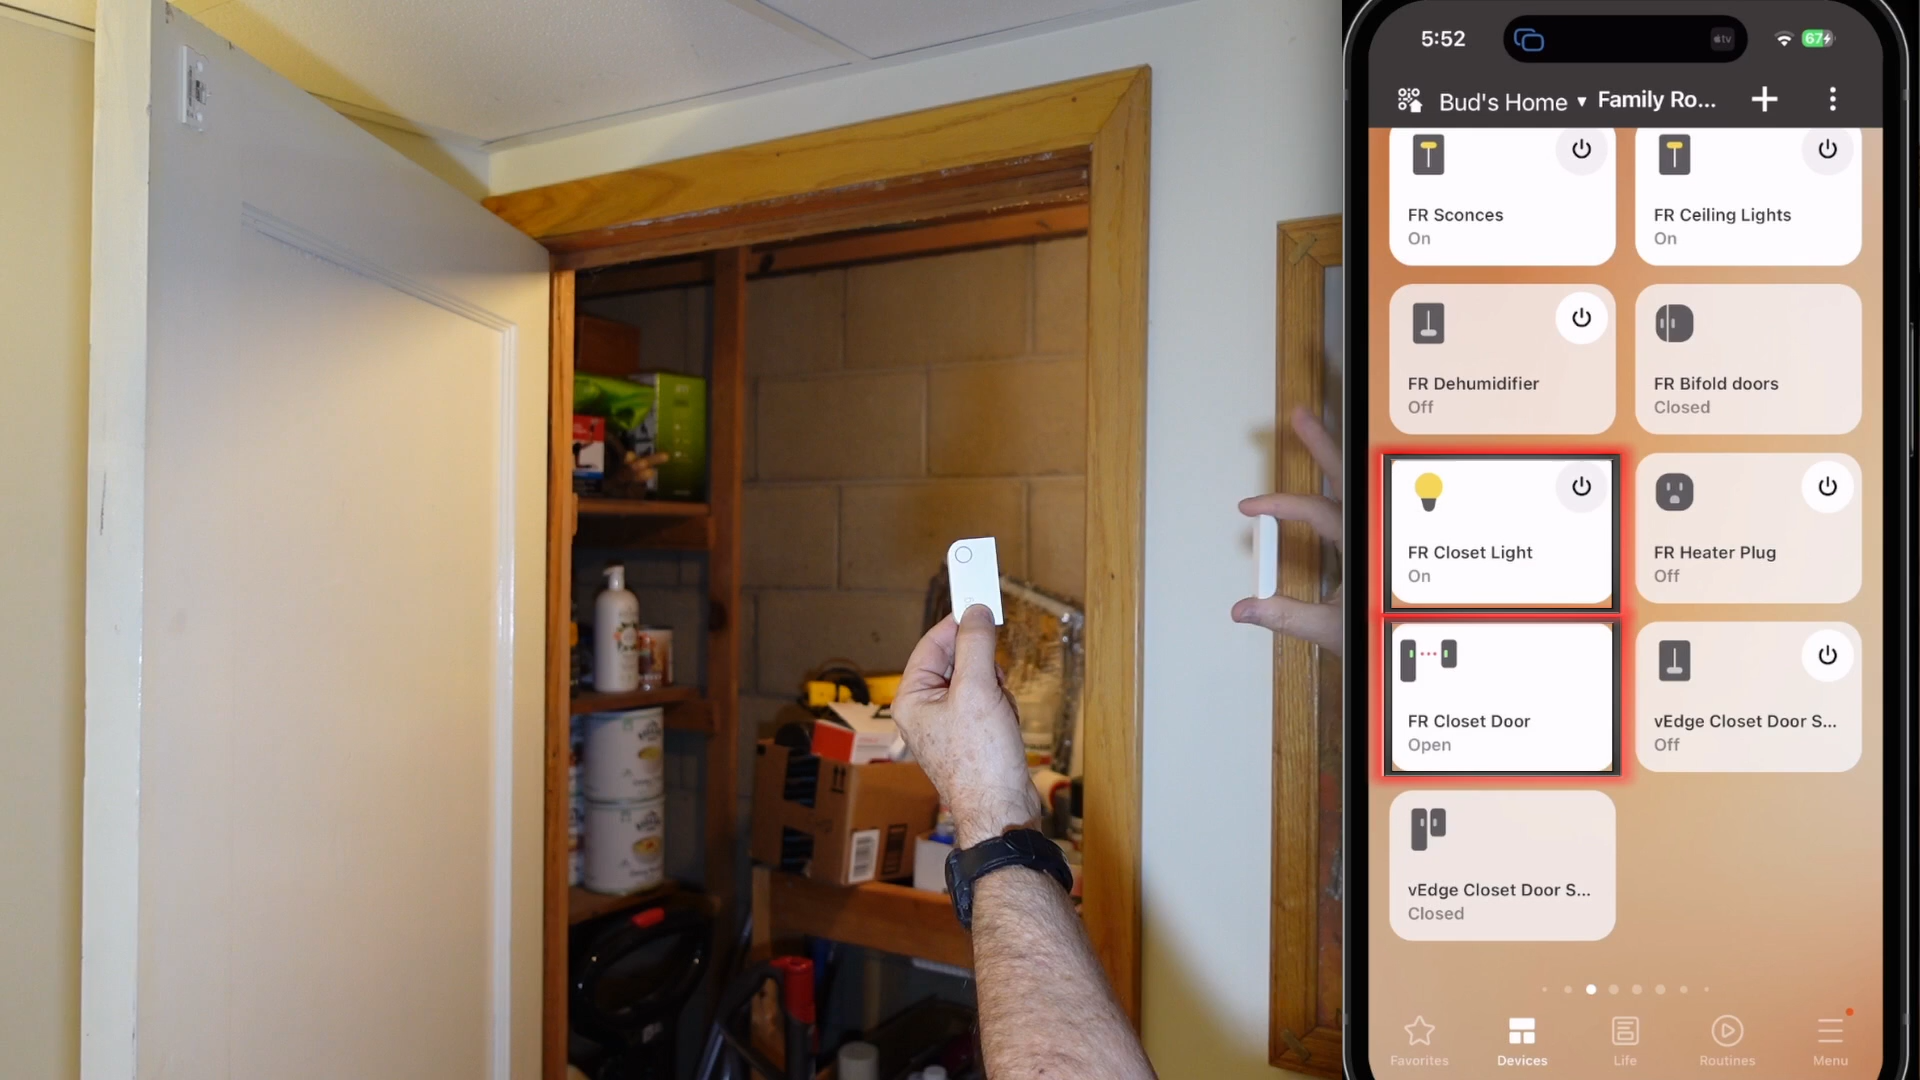 5:52
tv
67
Bud's Home ▾ Family Ro...
FR Sconces
On
FR Ceiling Lights
On
FR Dehumidifier
Off
FR Bifold doors
Closed
FR Closet Light
On
FR Heater Plug
Off
FR Closet Door
Open
vEdge Closet Door S...
Off
vEdge Closet Door S...
Closed
Favorites
Devices
Life
Routines
Menu